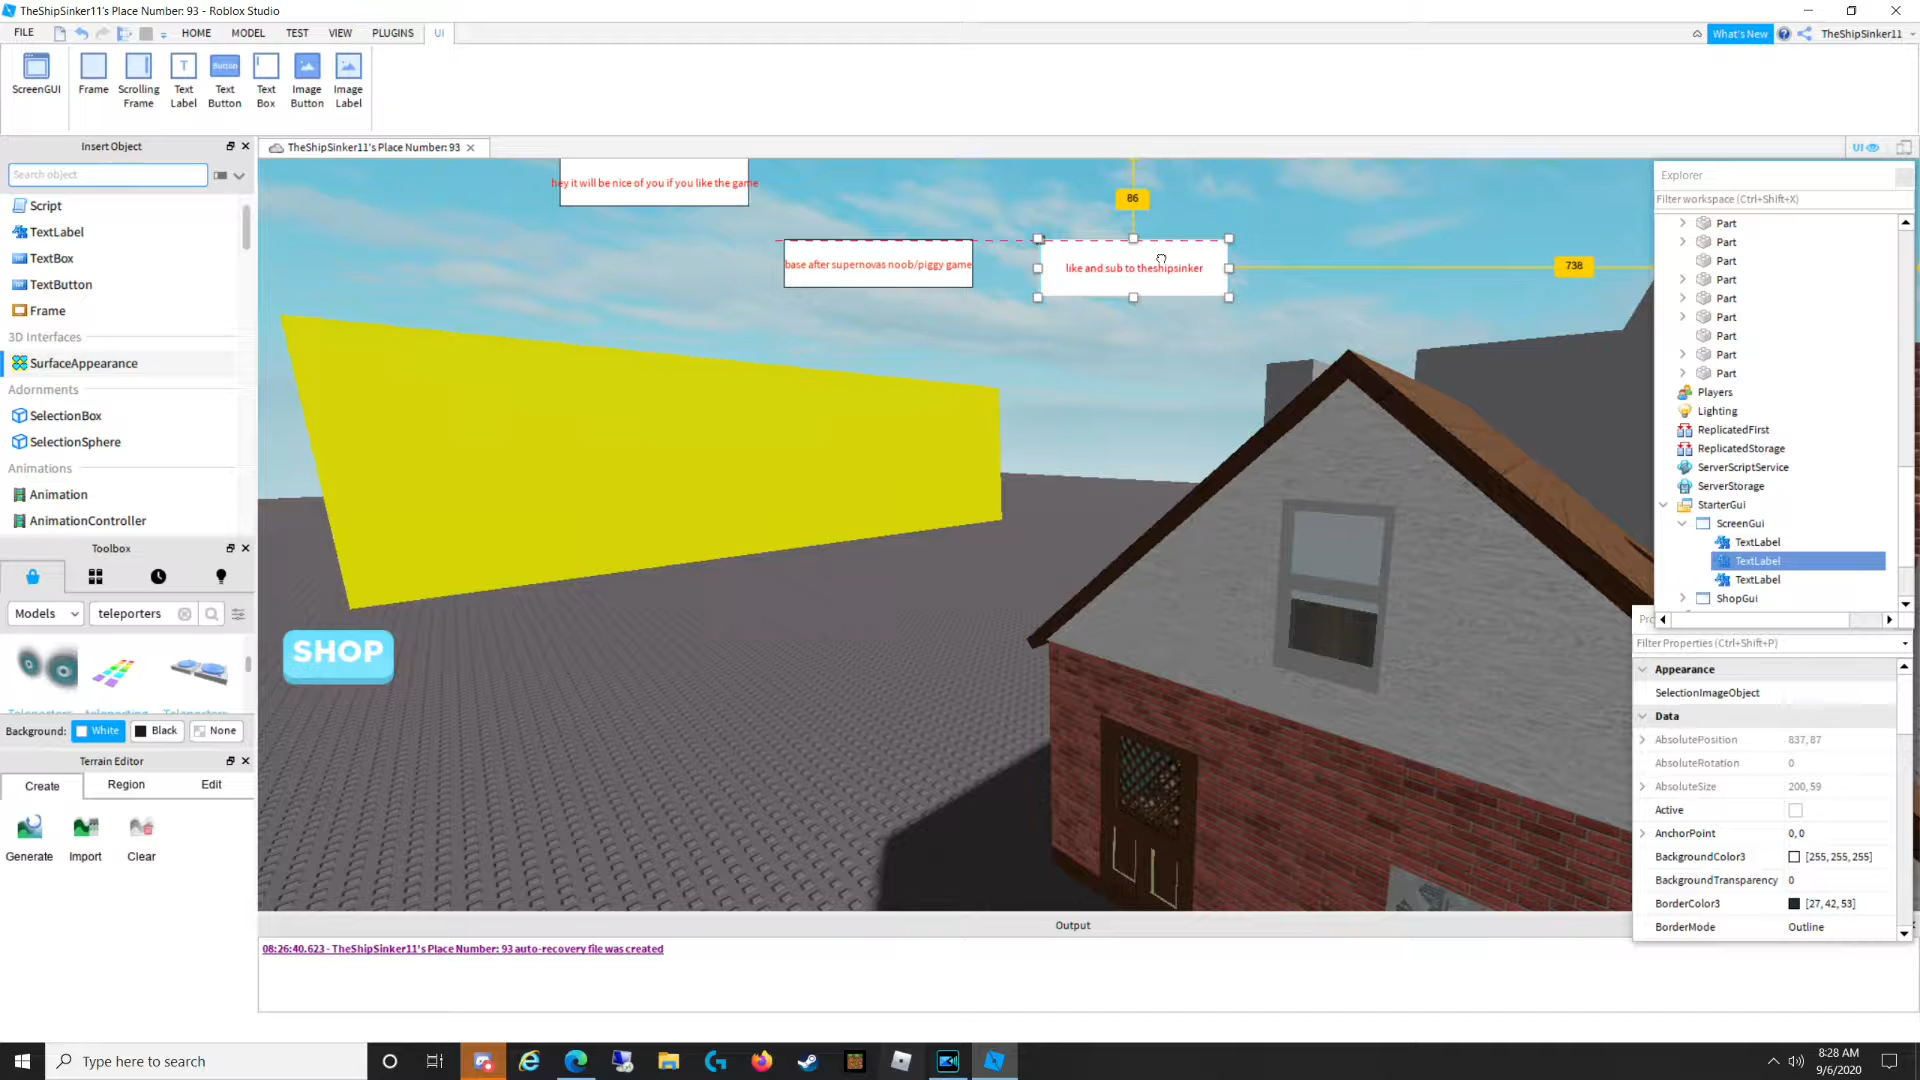 TheShipSinker11's Place Number: 93 - Roblox Studio
FILE HOME MODEL TEST VIEW PLUGINS UI
What's New
TheShipSinker11
ScreenGUI
Frame
Scrolling Frame
Text Label
Button
Text Button
Text Box
Image Button
Image Label
Insert Object
Search object
Script
TextLabel
TextBox
TextButton
Frame
3D Interfaces
SurfaceAppearance
Adornments
SelectionBox
SelectionSphere
Animations
Animation
AnimationController
Toolbox
Models
teleporters
Background: White Black None
Terrain Editor
Create Region Edit
Generate Import Clear
TheShipSinker11's Place Number: 93
UI
hey it will be nice of you if you like the game
86
base after supernovas noob/piggy game
like and sub to theshipsinker
738
SHOP
Explorer
Filter workspace (Ctrl+Shift+X)
Part
Part
Part
Part
Part
Part
Part
Part
Part
Players
Lighting
ReplicatedFirst
ReplicatedStorage
ServerScriptService
ServerStorage
StarterGui
ScreenGui
TextLabel
TextLabel
TextLabel
ShopGui
Filter Properties (Ctrl+Shift+P)
Appearance
SelectionImageObject
Data
AbsolutePosition 837, 87
AbsoluteRotation 0
AbsoluteSize 200, 59
Active
AnchorPoint 0, 0
BackgroundColor3 [255, 255, 255]
BackgroundTransparency 0
BorderColor3 [27, 42, 53]
BorderMode Outline
Output
08:26:40.623 - TheShipSinker11's Place Number: 93 auto-recovery file was created
Type here to search
8:28 AM
9/6/2020